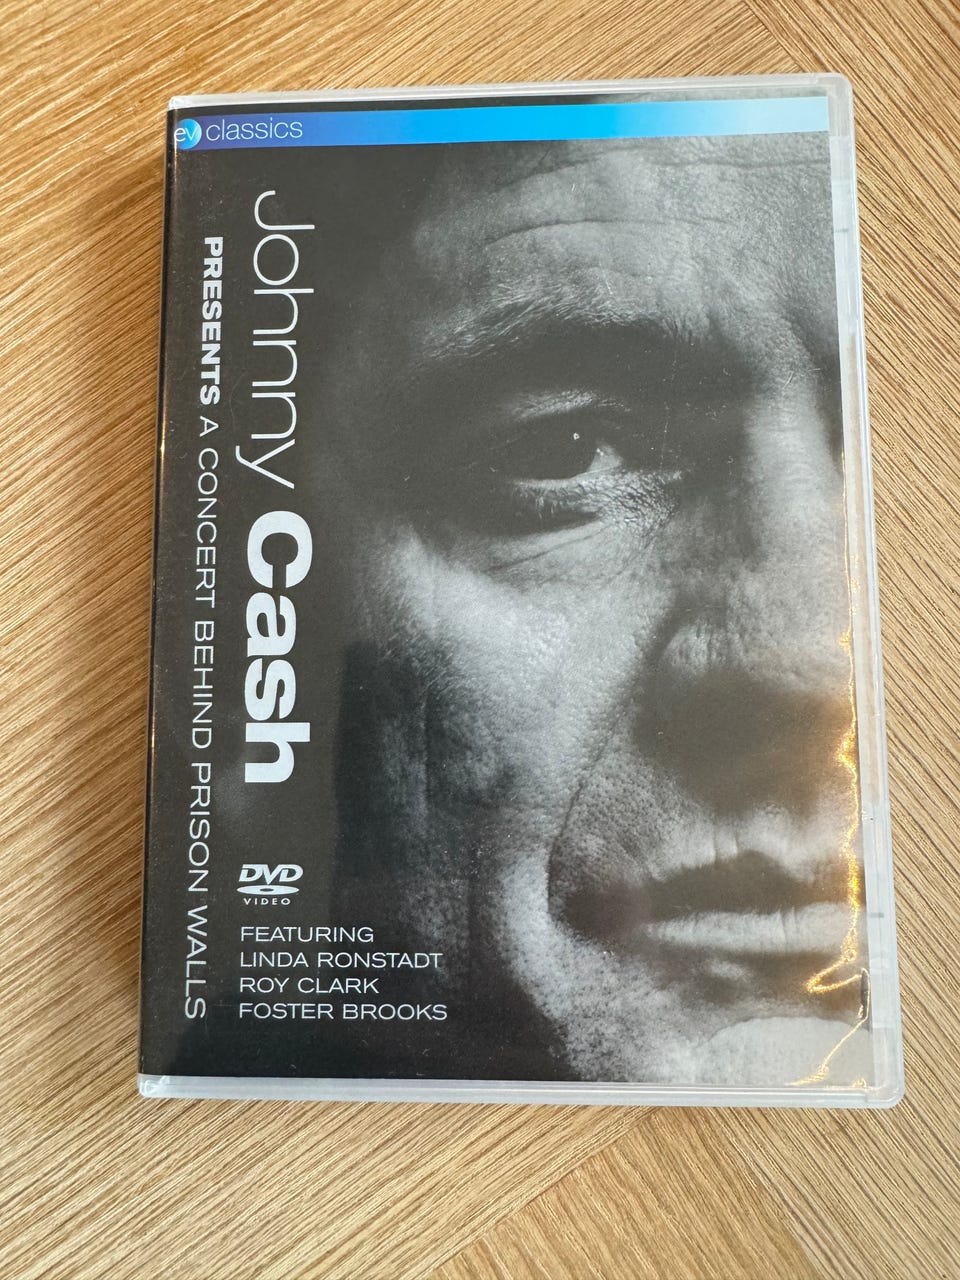 ev classics
Johnny Cash
PRESENTS A CONCERT BEHIND PRISON WALLS
DVD
VIDEO
FEATURING
LINDA RONSTADT
ROY CLARK
FOSTER BROOKS